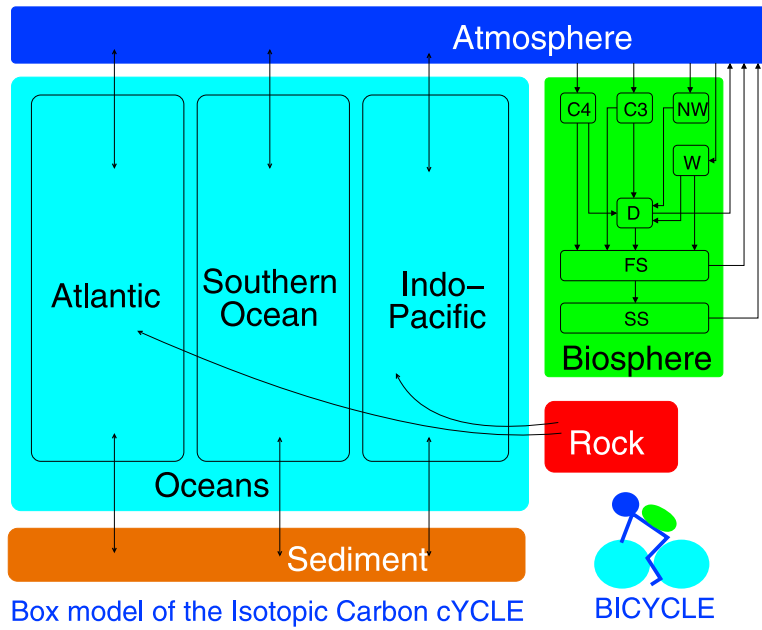 Atmosphere
C4
C3
NW
W
D
FS
SS
Biosphere
Atlantic
Southern
Ocean
Indo–
Pacific
Oceans
Rock
Sediment
Box model of the Isotopic Carbon cYCLE
BICYCLE